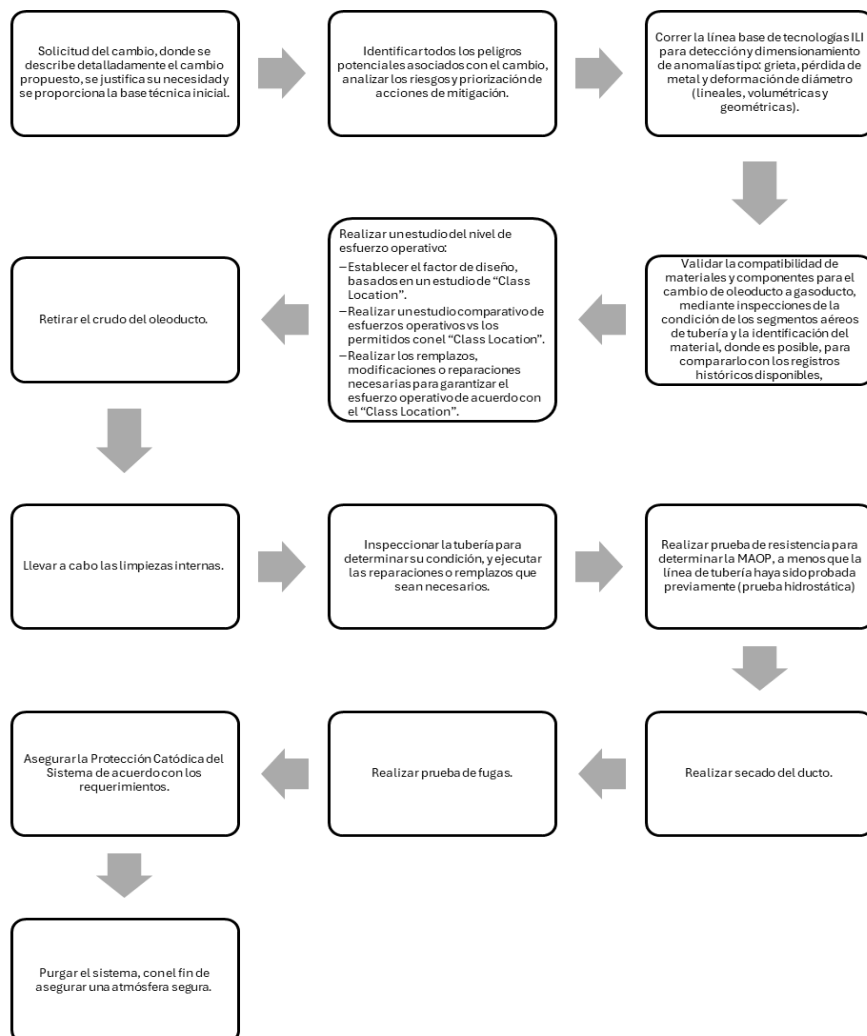 Solicitud del cambio, donde se
describe detalladamente el cambio
propuesto, se justifica su necesidad y
se proporciona la base técnica inicial.
Identificar todos los peligros
potenciales asociados con el cambio,
analizar los riesgos y priorización de
acciones de mitigación.
Correr la línea base de tecnologías ILI
para detección y dimensionamiento
de anomalías tipo: grieta, pérdida de
metal y deformación de diámetro
(lineales, volumétricas y
geométricas).
Validar la compatibilidad de
materiales y componentes para el
cambio de oleoducto a gasoducto,
mediante inspecciones de la
condición de los segmentos aéreos
de tubería y la identificación del
material, donde es posible, para
compararlo con los registros
históricos disponibles,
Realizar un estudio del nivel de
esfuerzo operativo:
–Establecer el factor de diseño,
basados en un estudio de “Class
Location”.
–Realizar un estudio comparativo de
esfuerzos operativos vs los
permitidos con el “Class Location”.
–Realizar los remplazos,
modificaciones o reparaciones
necesarias para garantizar el
esfuerzo operativo de acuerdo con
el “Class Location”.
Retirar el crudo del oleoducto.
Llevar a cabo las limpiezas internas.
Inspeccionar la tubería para
determinar su condición, y ejecutar
las reparaciones o remplazos que
sean necesarios.
Realizar prueba de resistencia para
determinar la MAOP, a menos que la
línea de tubería haya sido probada
previamente (prueba hidrostática)
Realizar secado del ducto.
Realizar prueba de fugas.
Asegurar la Protección Catódica del
Sistema de acuerdo con los
requerimientos.
Purgar el sistema, con el fin de
asegurar una atmósfera segura.